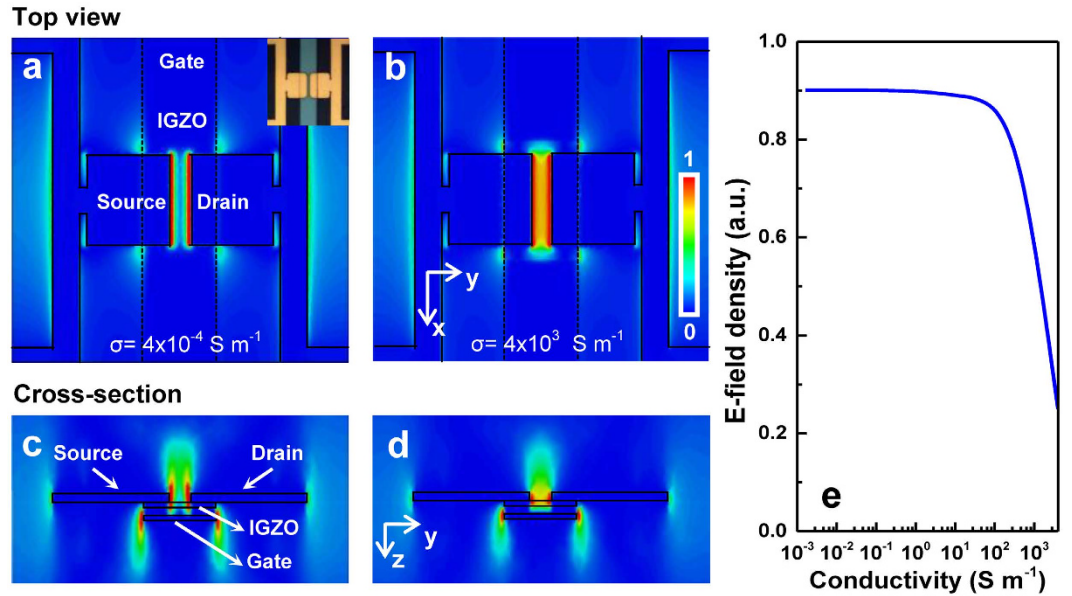 Top view
a
Gate
IGZO
Source
Drain
σ= 4x10⁻⁴ S m⁻¹
b
1
0
y
x
σ= 4x10³ S m⁻¹
Cross-section
c
Source
Drain
IGZO
Gate
d
y
z
E-field density (a.u.)
1.0
0.8
0.6
0.4
0.2
0.0
e
10⁻³ 10⁻² 10⁻¹ 10⁰ 10¹ 10² 10³
Conductivity (S m⁻¹)